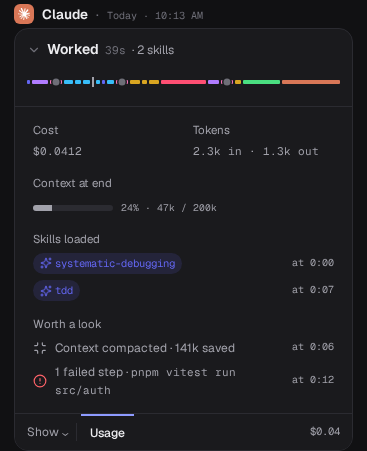 Claude · Today · 10:13 AM
Worked 39s · 2 skills
Cost Tokens
$0.0412 2.3k in · 1.3k out
Context at end
24% · 47k / 200k
Skills loaded
systematic-debugging at 0:00
tdd at 0:07
Worth a look
Context compacted · 141k saved at 0:06
1 failed step · pnpm vitest run at 0:12
src/auth
Show Usage $0.04